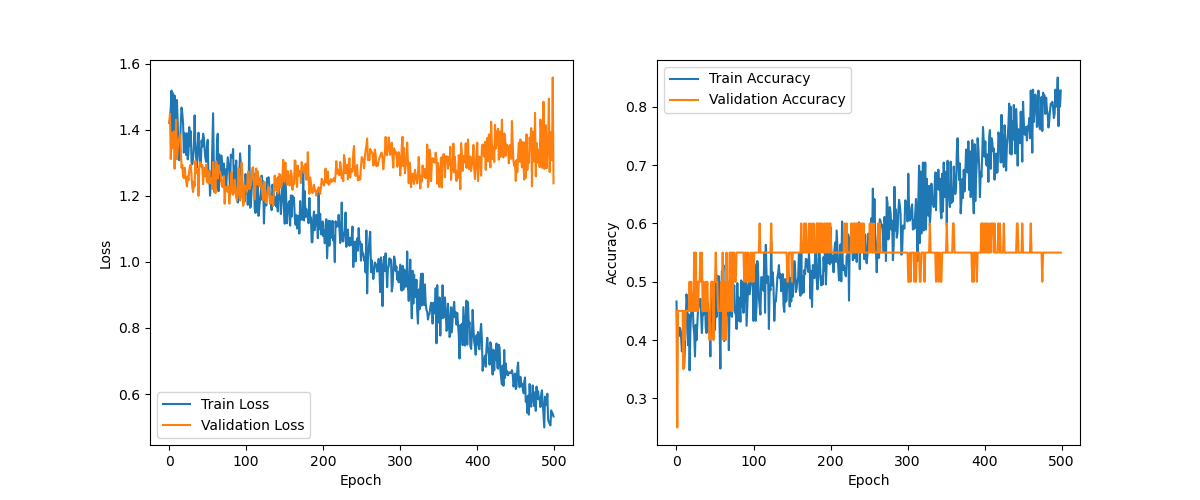 1.6
1.4
1.2
1.0
0.8
0.6
Loss
Train Loss
Validation Loss
0 100 200 300 400 500
Epoch
Train Accuracy
Validation Accuracy
0.8
0.7
0.6
0.5
0.4
0.3
Accuracy
0 100 200 300 400 500
Epoch